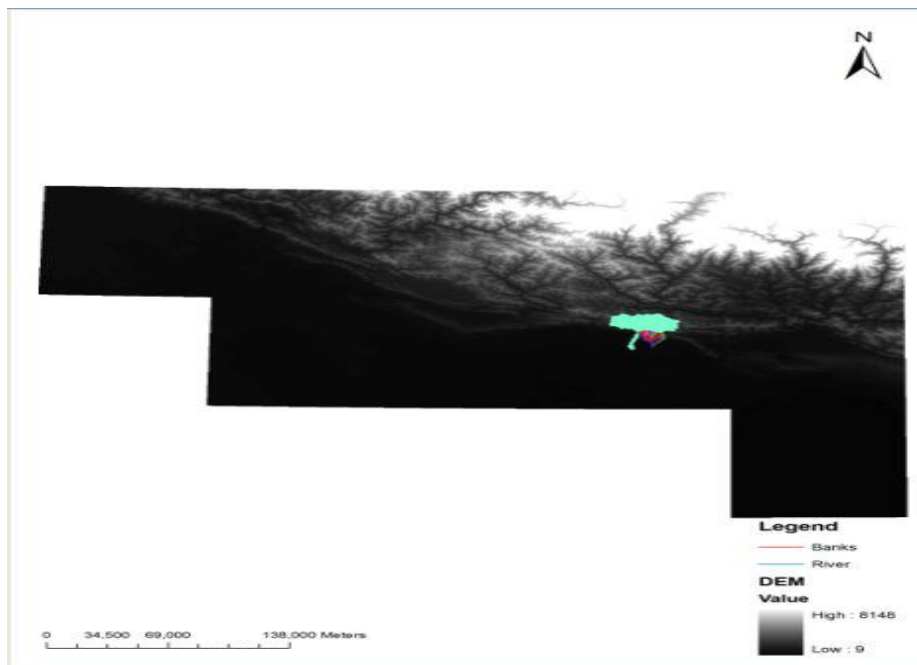 N
Legend
Banks
River
DEM
Value
High : 8148
Low : 9
0 34,500 69,000 138,000 Meters